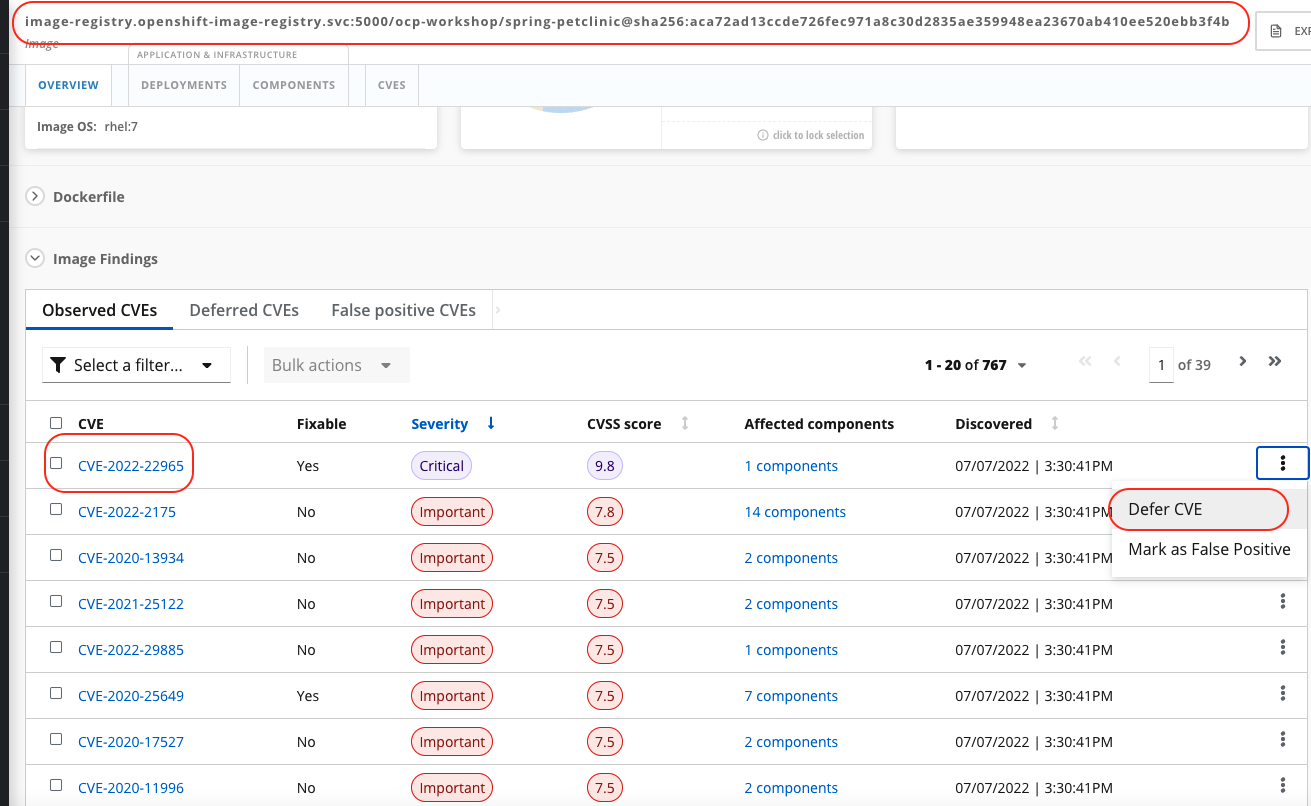 image-registry.openshift-image-registry.svc:5000/ocp-workshop/spring-petclinic@sha256:aca72ad13ccde726fec971a8c30d2835ae359948ea23670ab410ee520ebb3f4b
EXP
Image
APPLICATION & INFRASTRUCTURE
OVERVIEW DEPLOYMENTS COMPONENTS CVES
Image OS: rhel:7
click to lock selection
Dockerfile
Image Findings
Observed CVEs Deferred CVEs False positive CVEs
Select a filter... Bulk actions 1 - 20 of 767 1 of 39
CVE Fixable Severity CVSS score Affected components Discovered
CVE-2022-22965 Yes Critical 9.8 1 components 07/07/2022 | 3:30:41PM
Defer CVE
CVE-2022-2175 No Important 7.8 14 components 07/07/2022 | 3:30:41PM
Mark as False Positive
CVE-2020-13934 No Important 7.5 2 components 07/07/2022 | 3:30:41PM
CVE-2021-25122 No Important 7.5 2 components 07/07/2022 | 3:30:41PM
CVE-2022-29885 No Important 7.5 1 components 07/07/2022 | 3:30:41PM
CVE-2020-25649 Yes Important 7.5 7 components 07/07/2022 | 3:30:41PM
CVE-2020-17527 No Important 7.5 2 components 07/07/2022 | 3:30:41PM
CVE-2020-11996 No Important 7.5 2 components 07/07/2022 | 3:30:41PM